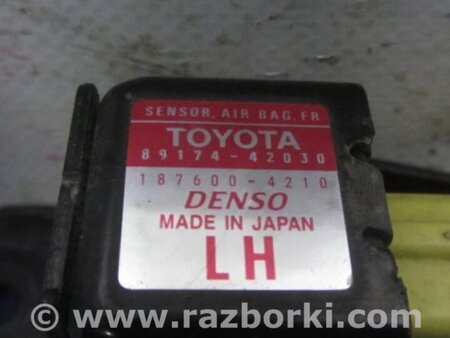 SENSOR, AIR BAG, FR
TOYOTA
89174-42030
187600-4210
DENSO
MADE IN JAPAN
LH
© www.razborki.com